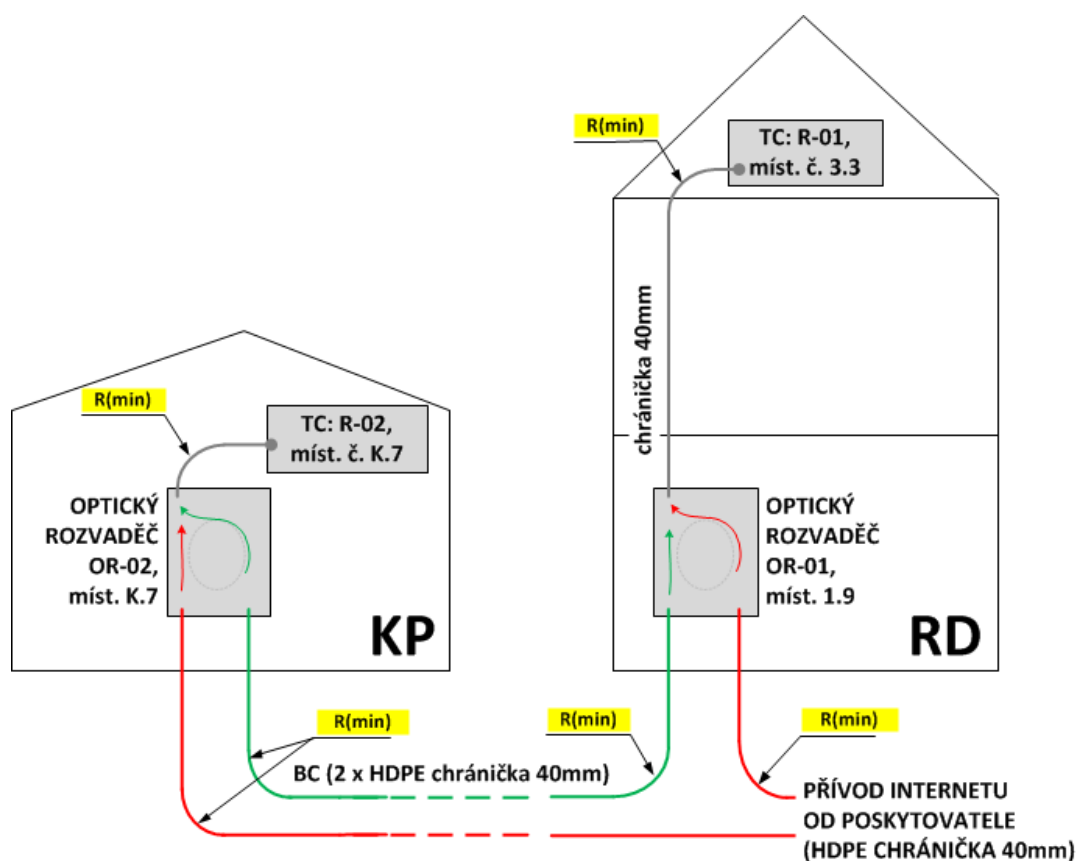 R(min)
TC: R-01,
míst. č. 3.3
chránička 40mm
R(min)
TC: R-02,
míst. č. K.7
OPTICKÝ
ROZVADĚČ
OR-02,
míst. K.7
OPTICKÝ
ROZVADĚČ
OR-01,
míst. 1.9
KP
RD
R(min)
R(min)
R(min)
BC (2 x HDPE chránička 40mm)
PŘÍVOD INTERNETU
OD POSKYTOVATELE
(HDPE CHRÁNIČKA 40mm)